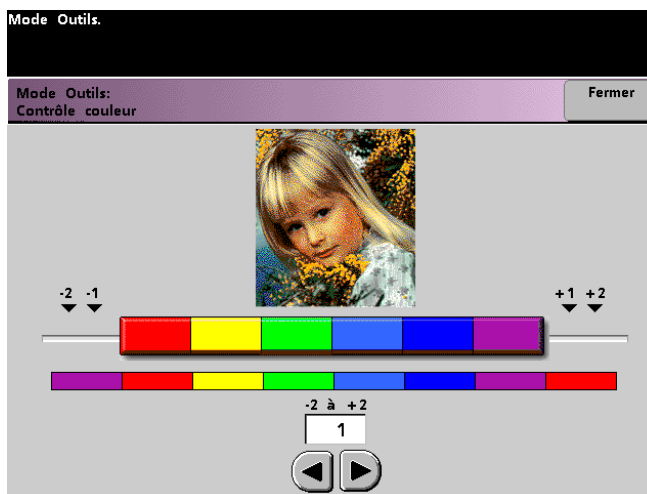 Mode Outils.
Mode Outils:
Contrôle couleur
Fermer
-2 -1
+1 +2
-2 à +2
1